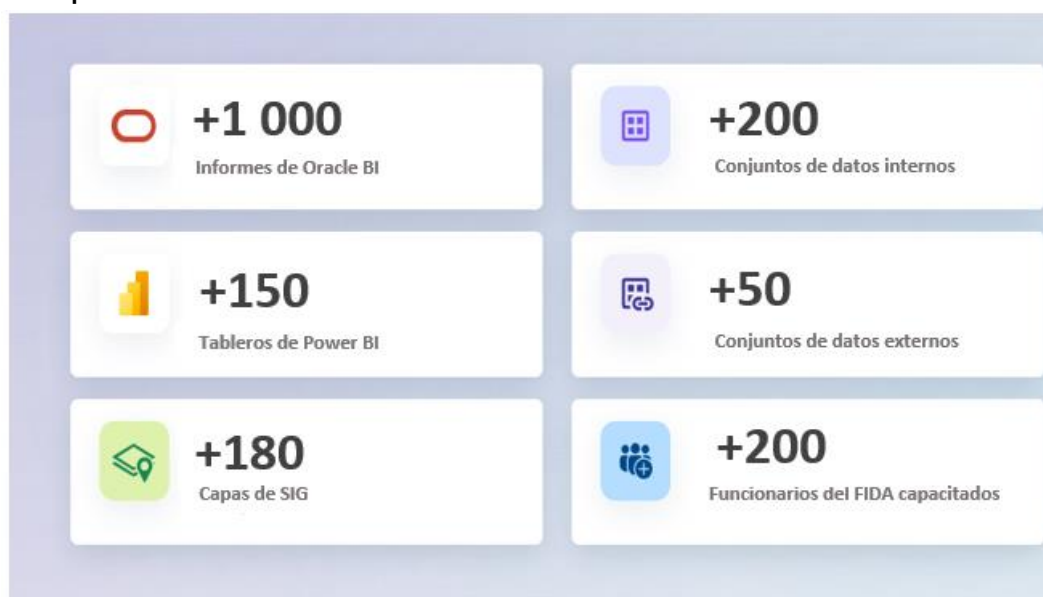 +1 000
Informes de Oracle BI
+200
Conjuntos de datos internos
+150
Tableros de Power BI
+50
Conjuntos de datos externos
+180
Capas de SIG
+200
Funcionarios del FIDA capacitados